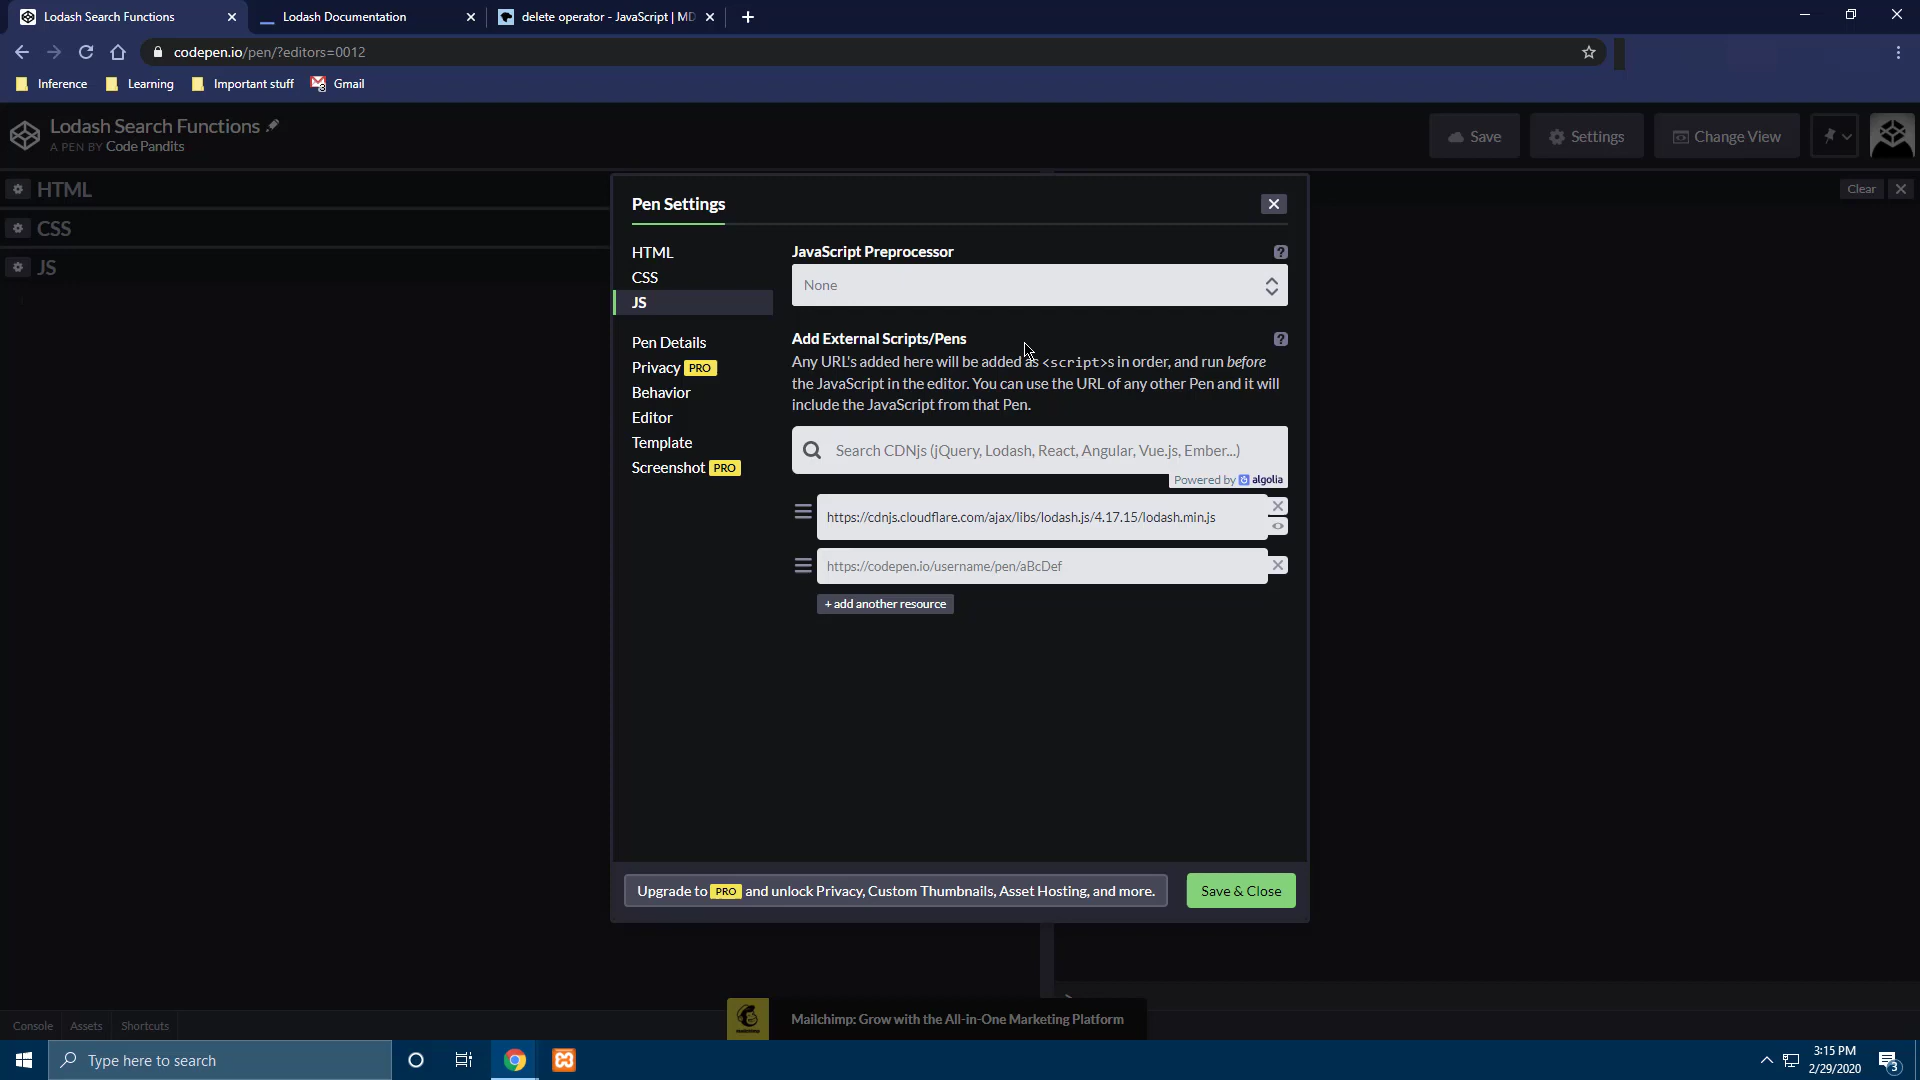 Lodash Search Functions
Lodash Documentation
delete operator - JavaScript | MD
codepen.io/pen/?editors=0012
Inference
Learning
Important stuff
Gmail
Lodash Search Functions
A PEN BY Code Pandits
Save
Settings
Change View
HTML
CSS
JS
Clear
Pen Settings
HTML
CSS
JS
Pen Details
Privacy PRO
Behavior
Editor
Template
Screenshot PRO
JavaScript Preprocessor
?
None
Add External Scripts/Pens
?
Any URL's added here will be added as <script>s in order, and run before
the JavaScript in the editor. You can use the URL of any other Pen and it will
include the JavaScript from that Pen.
Search CDNjs (jQuery, Lodash, React, Angular, Vue.js, Ember...)
Powered by algolia
https://cdnjs.cloudflare.com/ajax/libs/lodash.js/4.17.15/lodash.min.js
https://codepen.io/username/pen/aBcDef
+ add another resource
Upgrade to PRO and unlock Privacy, Custom Thumbnails, Asset Hosting, and more.
Save & Close
Console
Assets
Shortcuts
Mailchimp: Grow with the All-in-One Marketing Platform
Type here to search
3:15 PM
2/29/2020
3